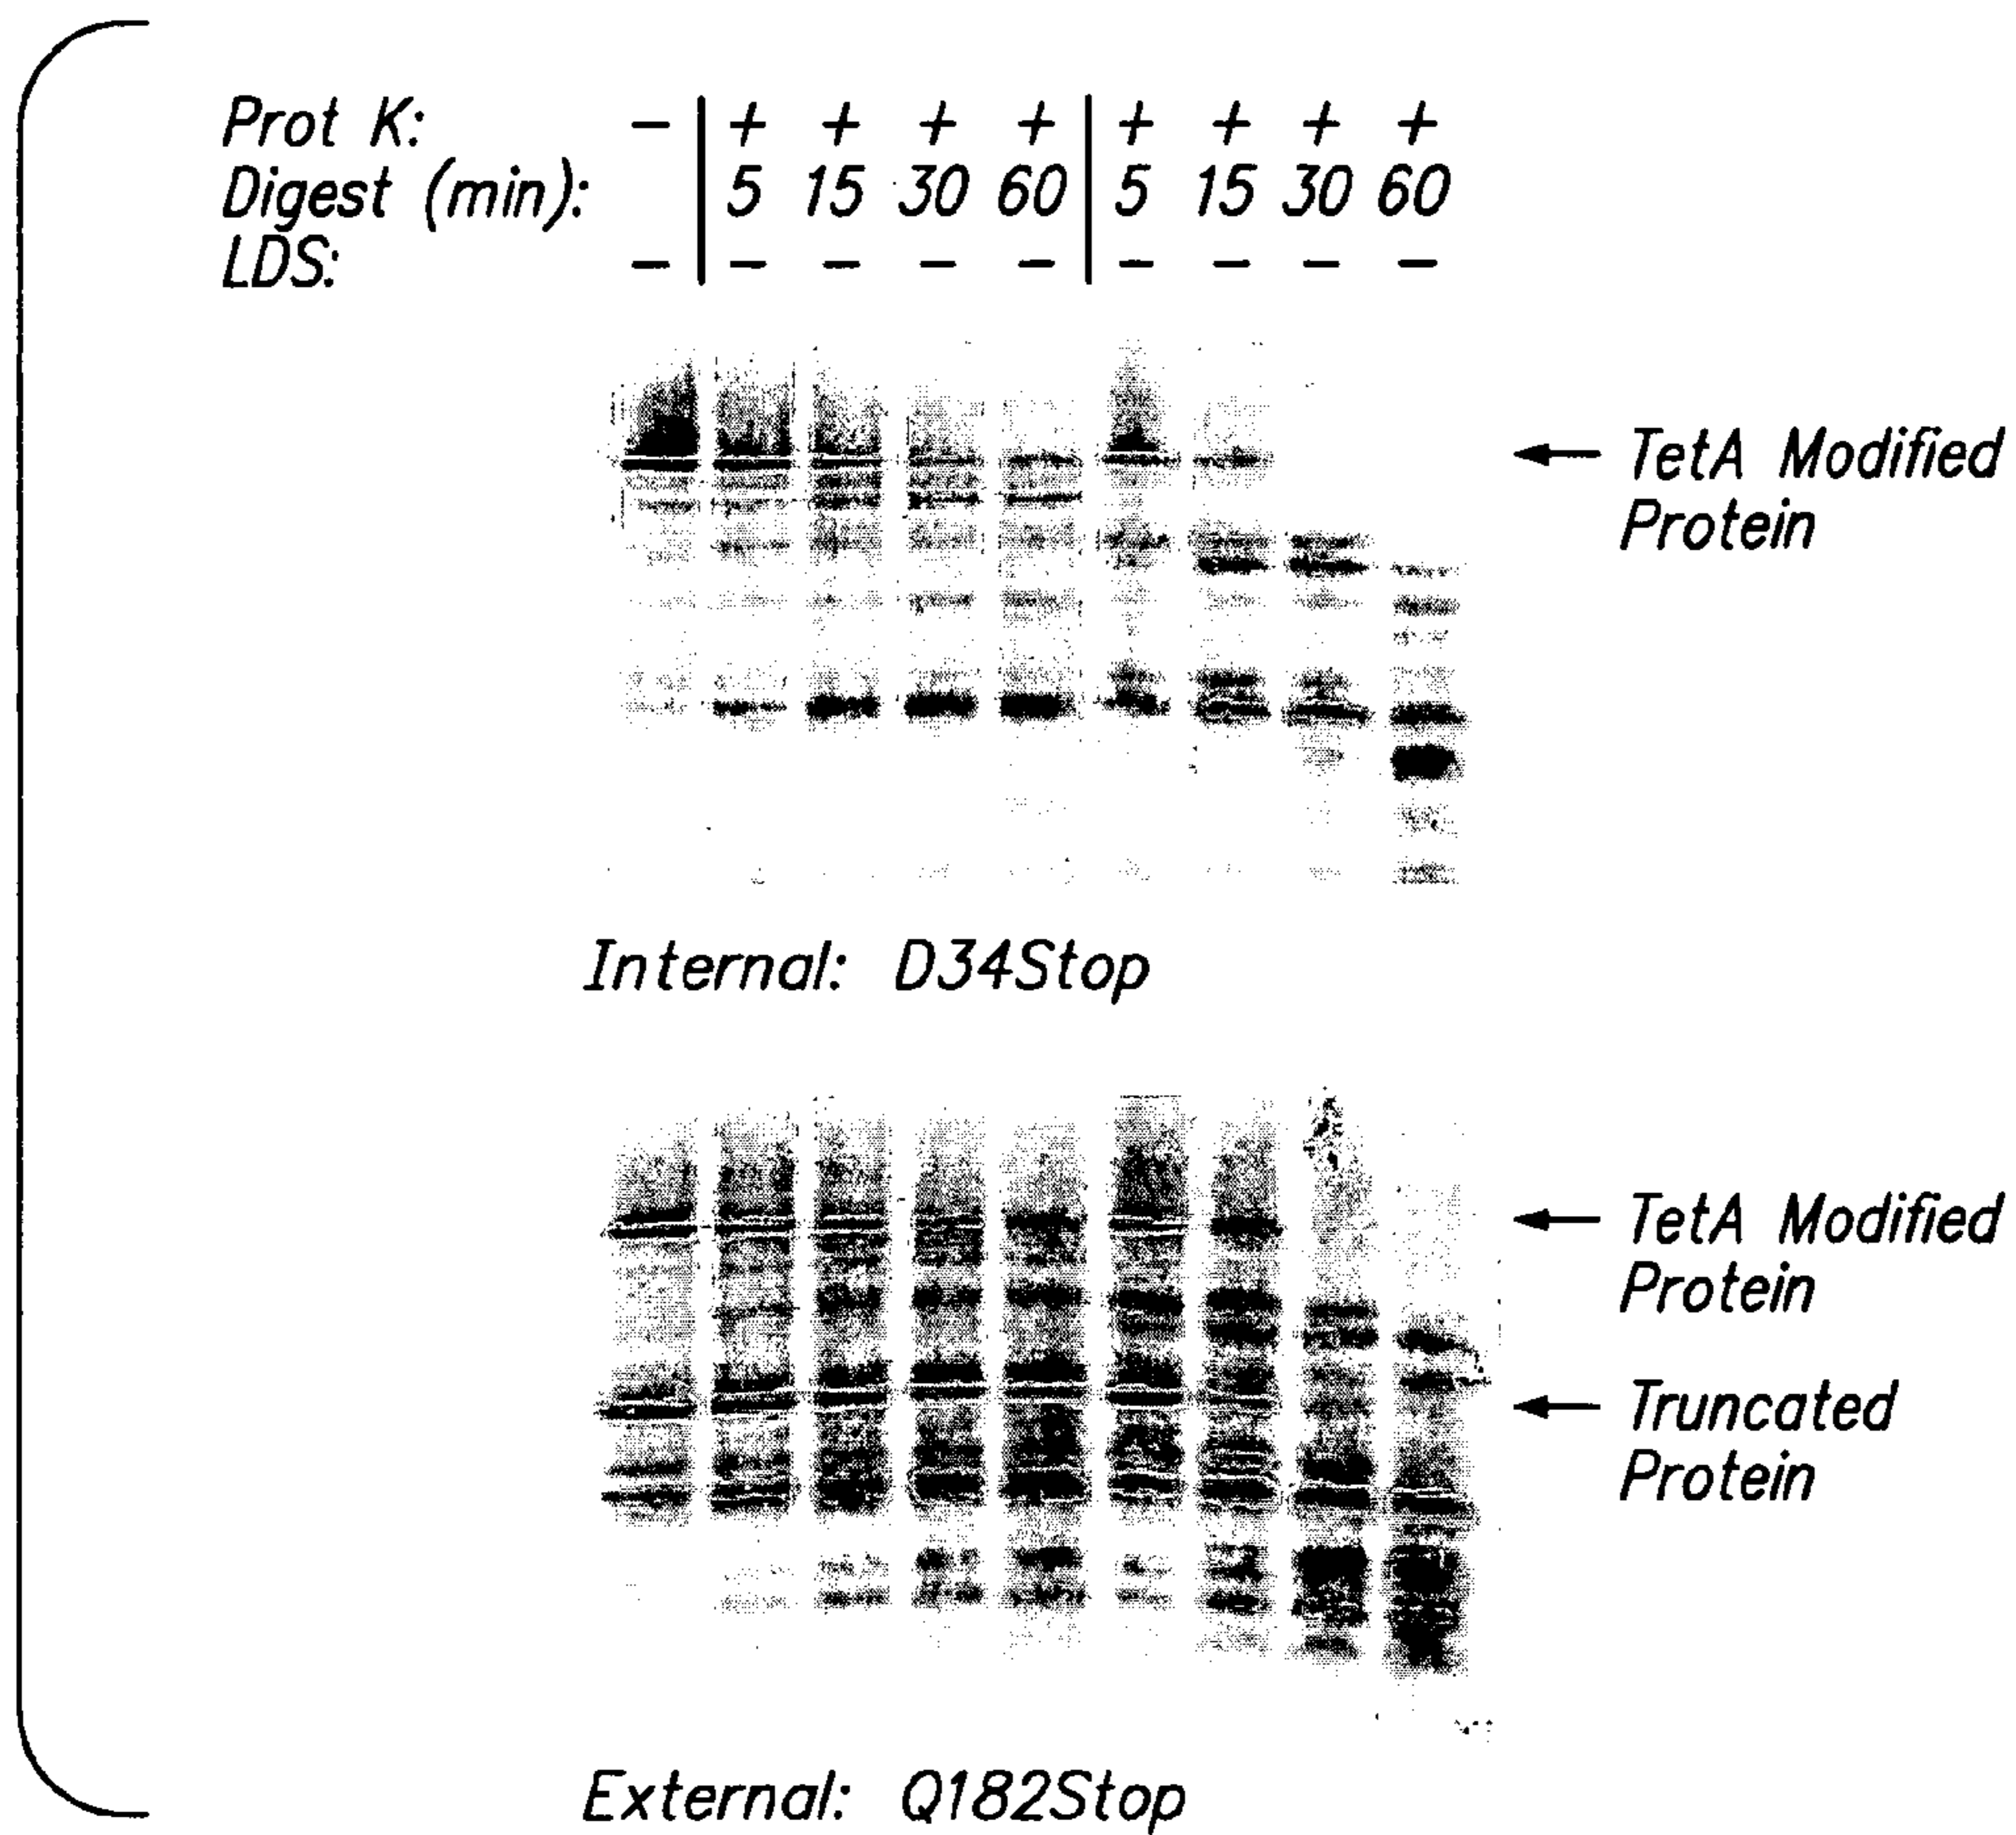 Prot K: − + + + + + + + +
Digest (min): 5 15 30 60 5 15 30 60
LDS: − − − − − − − − −
TetA Modified
Protein
Internal: D34Stop
TetA Modified
Protein
Truncated
Protein
External: Q182Stop